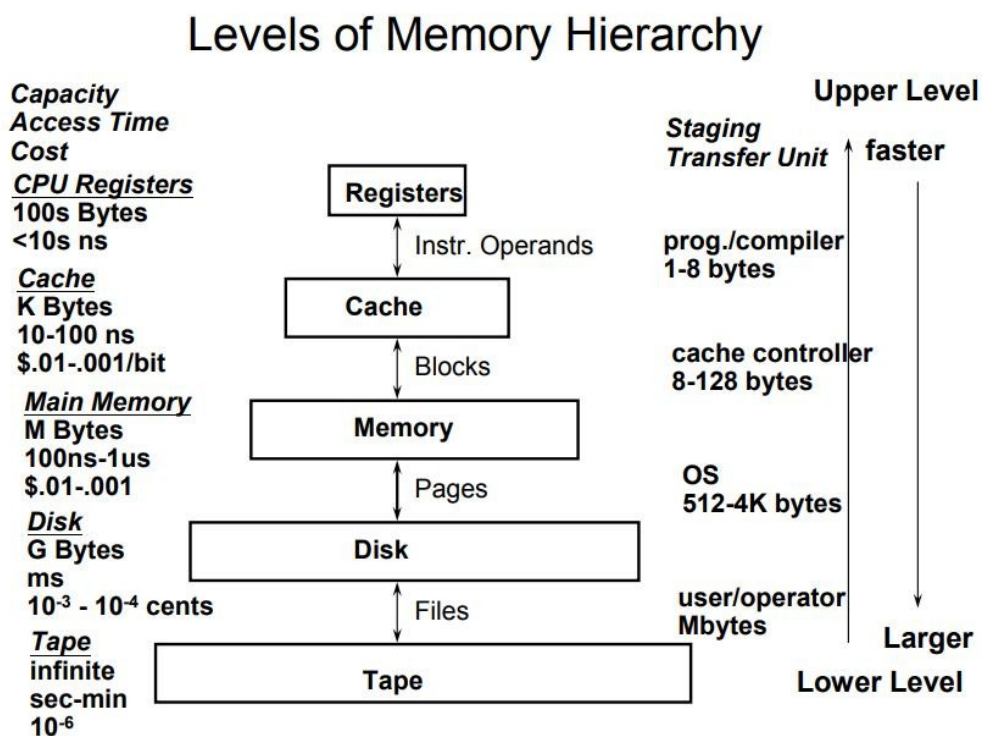 Levels of Memory Hierarchy
Capacity
Access Time
Cost
CPU Registers
100s Bytes
<10s ns
Cache
K Bytes
10-100 ns
$.01-.001/bit
Main Memory
M Bytes
100ns-1us
$.01-.001
Disk
G Bytes
ms
10-3 - 10-4 cents
Tape
infinite
sec-min
10-6
Registers
Instr. Operands
Cache
Blocks
Memory
Pages
Disk
Files
Tape
Staging
Transfer Unit
prog./compiler
1-8 bytes
cache controller
8-128 bytes
OS
512-4K bytes
user/operator
Mbytes
Upper Level
faster
Larger
Lower Level